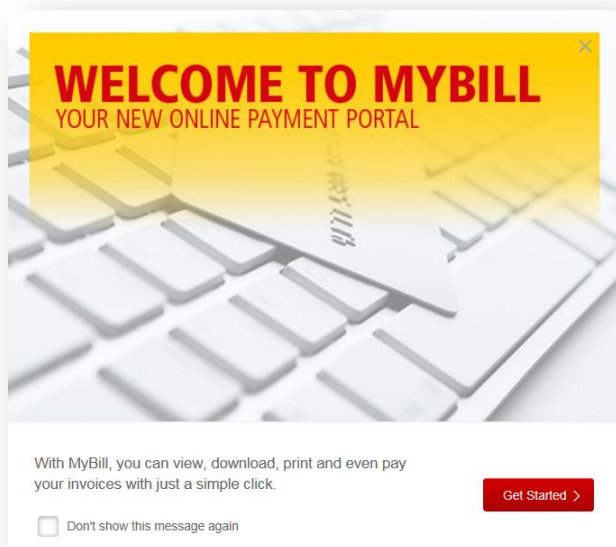 WELCOME TO MYBILL
YOUR NEW ONLINE PAYMENT PORTAL
With MyBill, you can view, download, print and even pay
your invoices with just a simple click.
Get Started >
Don't show this message again